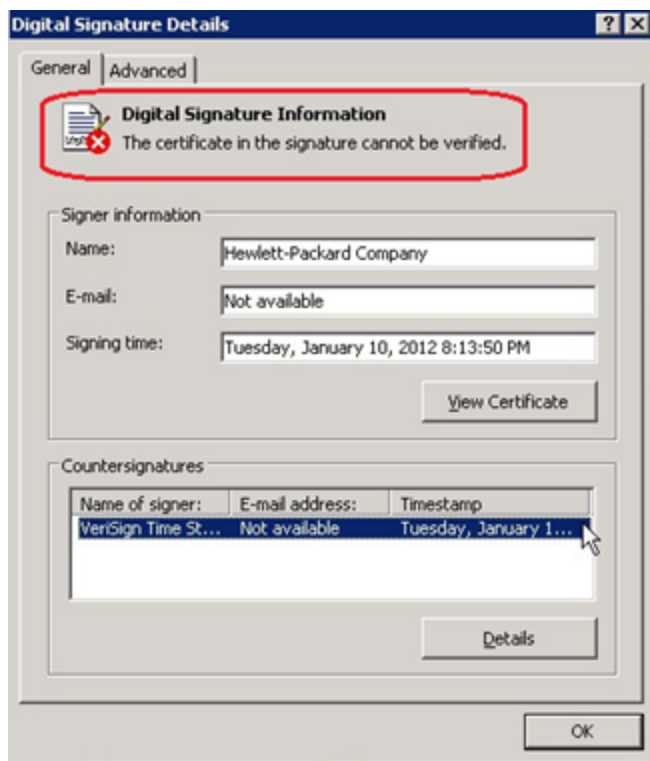 Digital Signature Details
General Advanced
Digital Signature Information
The certificate in the signature cannot be verified.
Signer information
Name: Hewlett-Packard Company
E-mail: Not available
Signing time: Tuesday, January 10, 2012 8:13:50 PM
View Certificate
Countersignatures
Name of signer: E-mail address: Timestamp
VeriSign Time St... Not available Tuesday, January 1...
Details
OK